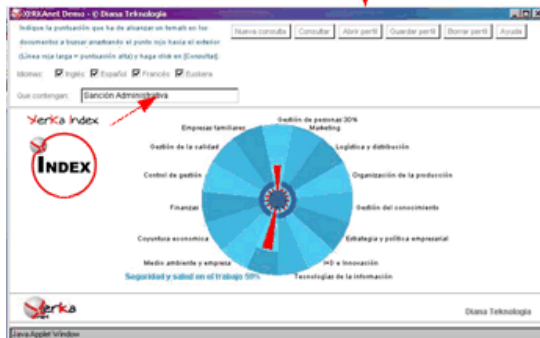 XERKAnet Demo - © Diana Teknologia
Indique la puntuación que ha de alcanzar un temab en los
documentos a buscar arrastrando el punto rojo hacia el exterior
(Línea roja larga = puntuación alta) y haga click en [Consultar].
Nueva consulta Consultar Abrir perfil Guardar perfil Borrar perfil Ayuda
Idiomas: Inglés Español Francés Euskera
Que contengan: Sanción Administrativa
Xerka Index
INDEX
Gestión de personas 30%
Empresas familiares Marketing
Gestión de la calidad Logística y distribución
Control de gestión Organización de la producción
Finanzas Gestión del conocimiento
Coyuntura economica Estrategia y política empresarial
Medio ambiente y empresa I+D e Innovación
Seguridad y salud en el trabajo 50% Tecnologías de la información
Xerka
net
Diana Teknologia
Java Applet Window